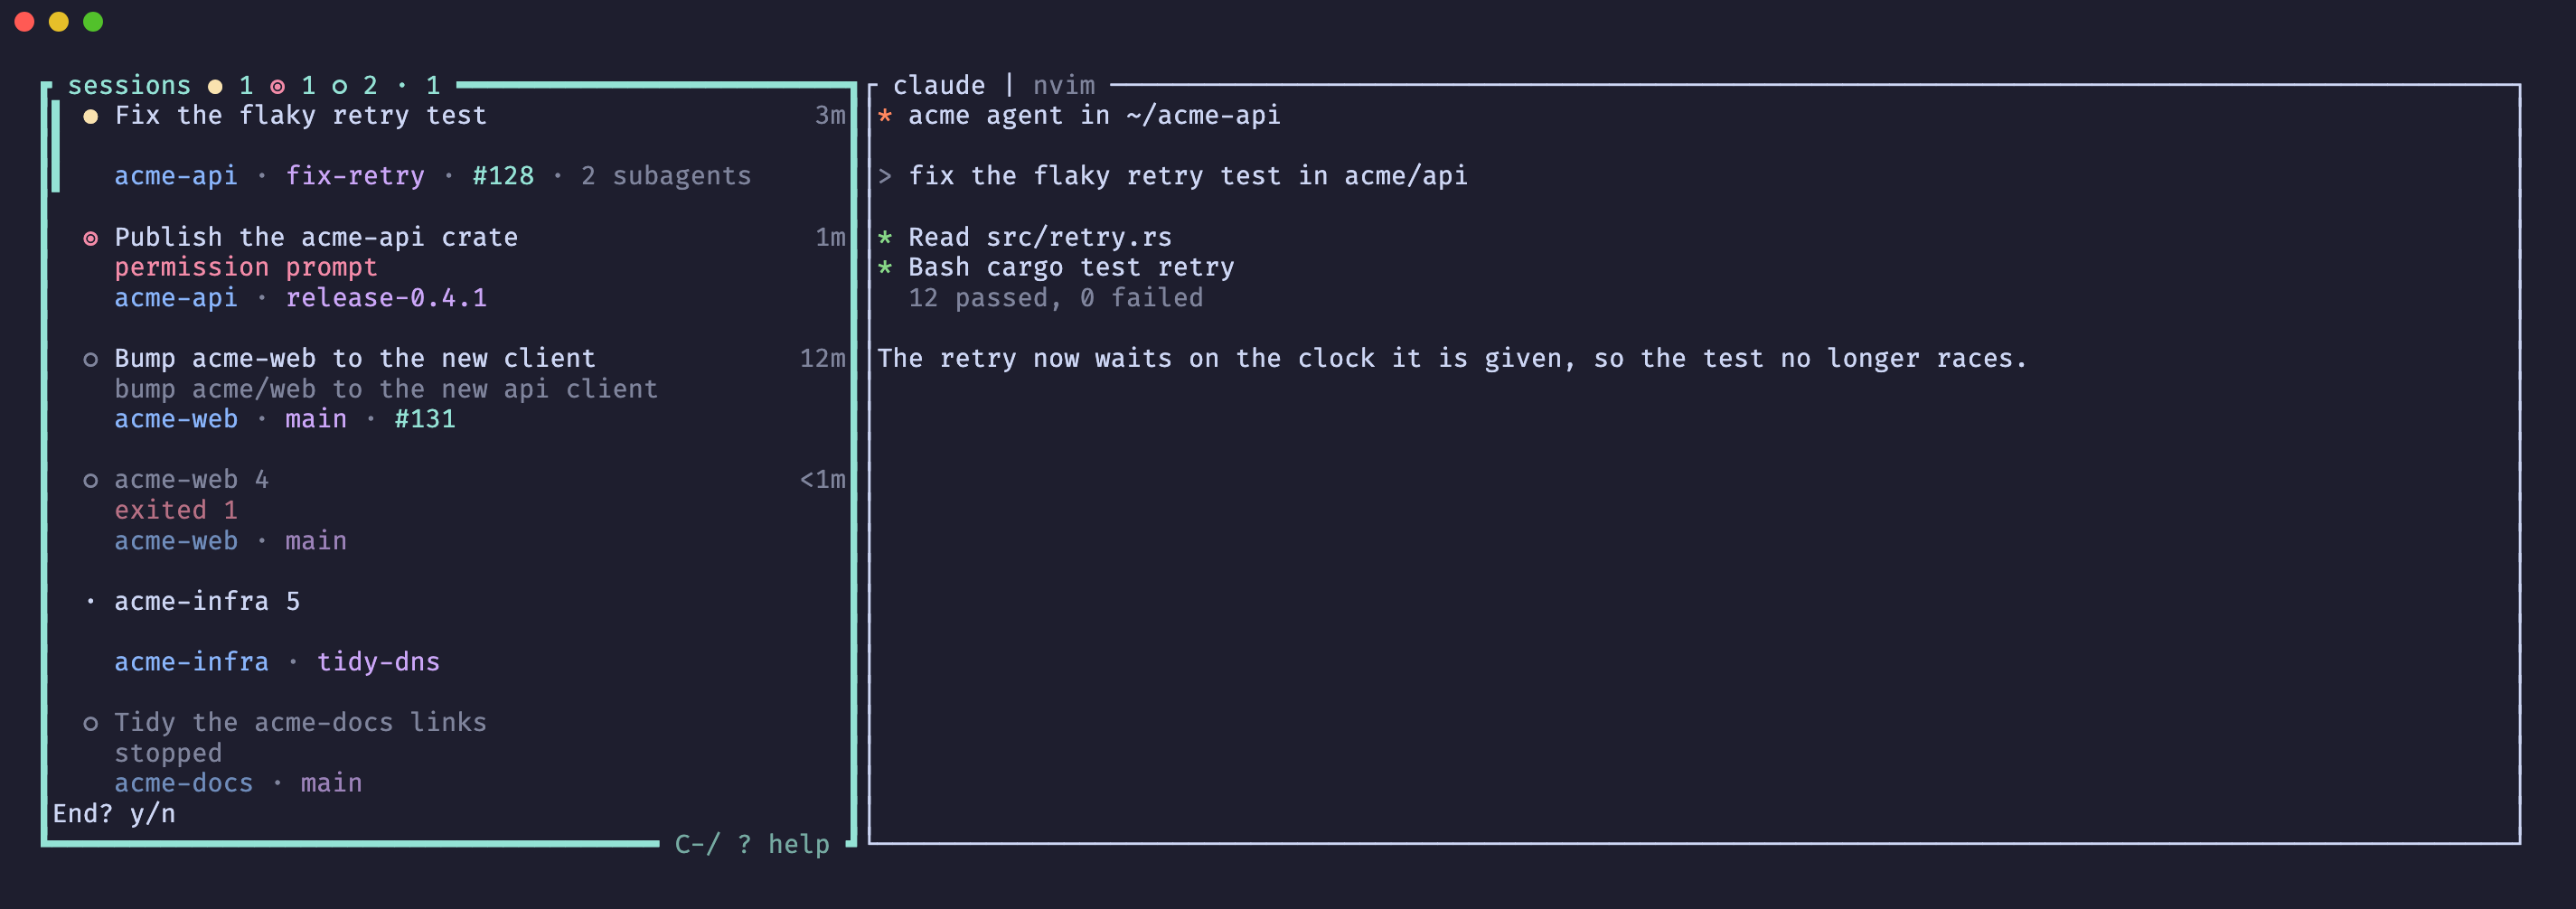 sessions ● 1 ◉ 1 ○ 2 · 1
● Fix the flaky retry test 3m
acme-api · fix-retry · #128 · 2 subagents
◉ Publish the acme-api crate 1m
permission prompt
acme-api · release-0.4.1
○ Bump acme-web to the new client 12m
bump acme/web to the new api client
acme-web · main · #131
○ acme-web 4 <1m
exited 1
acme-web · main
· acme-infra 5
acme-infra · tidy-dns
○ Tidy the acme-docs links
stopped
acme-docs · main
End? y/n
C-/ ? help
claude | nvim
* acme agent in ~/acme-api
> fix the flaky retry test in acme/api
* Read src/retry.rs
* Bash cargo test retry
12 passed, 0 failed
The retry now waits on the clock it is given, so the test no longer races.